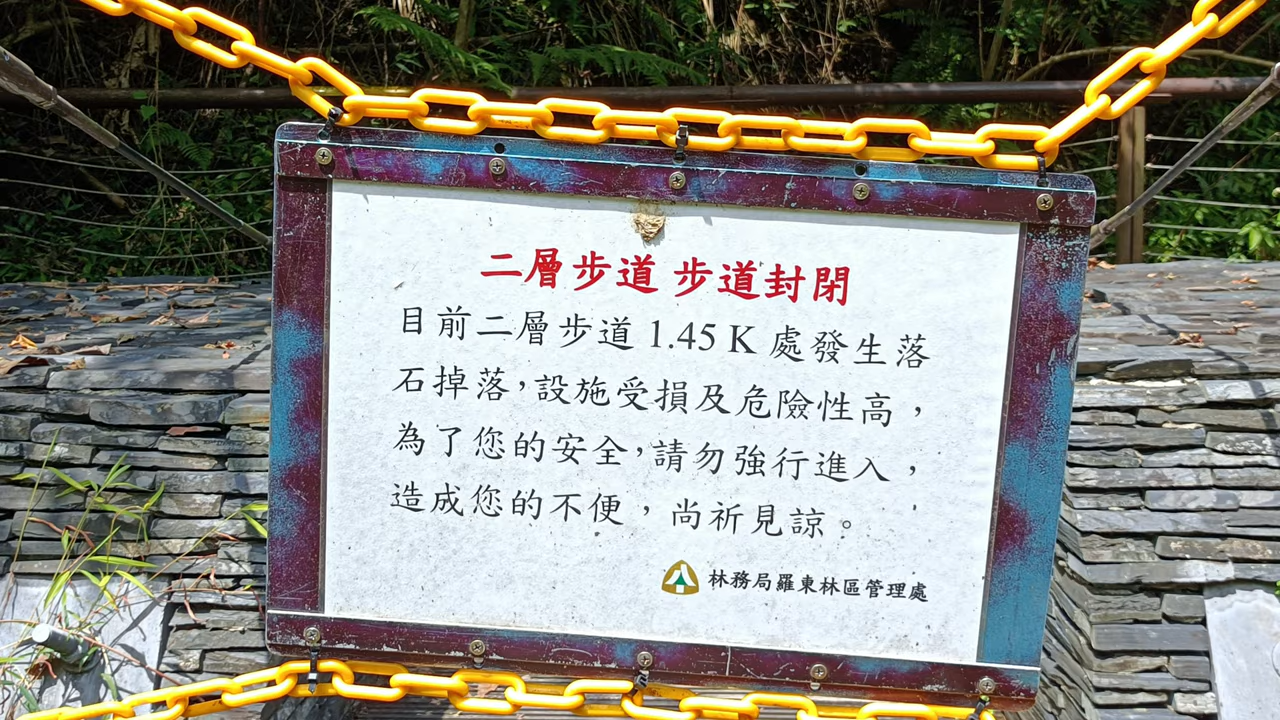 二層步道 步道封閉
目前二層步道 1.45 K 處發生落
石掉落,設施受損及危險性高,
為了您的安全,請勿強行進入,
造成您的不便,尚祈見諒。
林務局羅東林區管理處